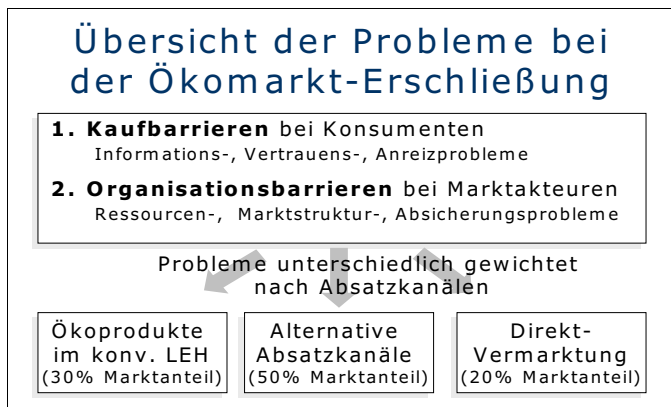 Übersicht der Probleme bei
der Ökomarkt-Erschließung
1. Kaufbarrieren bei Konsumenten
Informations-, Vertrauens-, Anreizprobleme
2. Organisationsbarrieren bei Marktakteuren
Ressourcen-, Marktstruktur-, Absicherungsprobleme
Probleme unterschiedlich gewichtet
nach Absatzkanälen
Ökoprodukte
im konv. LEH
(30% Marktanteil)
Alternative
Absatzkanäle
(50% Marktanteil)
Direkt-
Vermarktung
(20% Marktanteil)